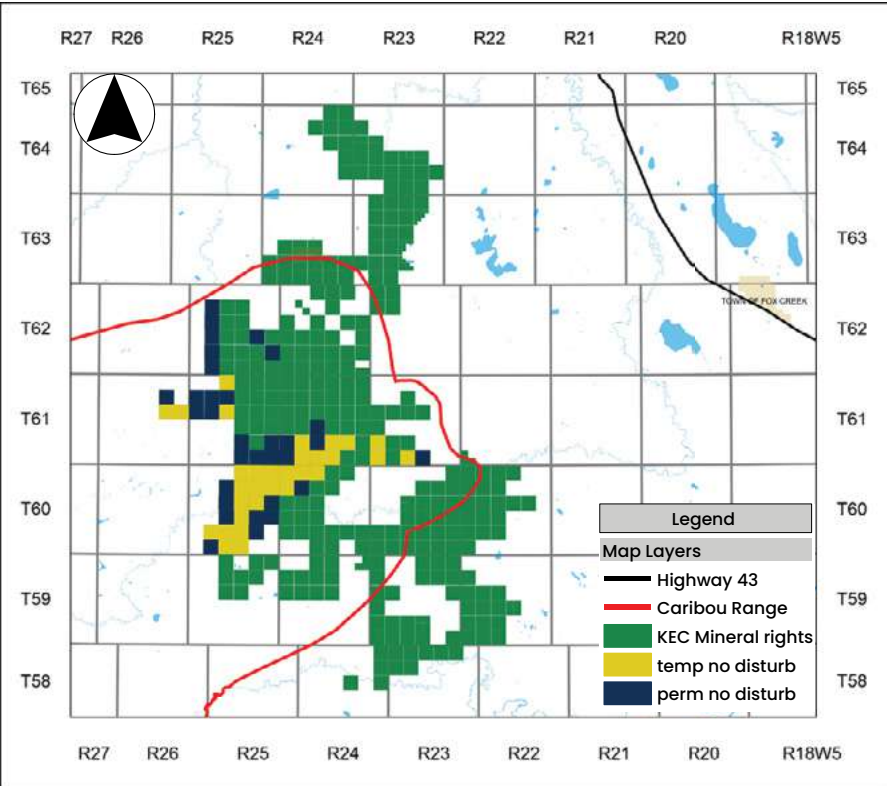 R27 R26 R25 R24 R23 R22 R21 R20 R18W5
T65 T65
T64 T64
T63 T63
TOWN OF FOX CREEK
T62 T62
T61 T61
T60 T60
Legend
Map Layers
Highway 43
Caribou Range
T59 T59
KEC Mineral rights
temp no disturb
T58 T58
perm no disturb
R27 R26 R25 R24 R23 R22 R21 R20 R18W5